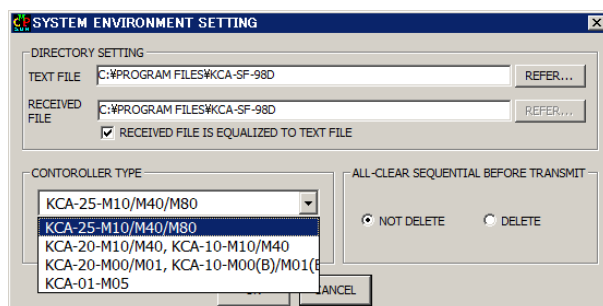 SYSTEM ENVIRONMENT SETTING
DIRECTORY SETTING
TEXT FILE C:¥PROGRAM FILES¥KCA-SF-98D REFER...
RECEIVED FILE C:¥PROGRAM FILES¥KCA-SF-98D REFER...
RECEIVED FILE IS EQUALIZED TO TEXT FILE
CONTOROLLER TYPE
KCA-25-M10/M40/M80
KCA-25-M10/M40/M80
KCA-20-M10/M40, KCA-10-M10/M40
KCA-20-M00/M01, KCA-10-M00(B)/M01(
KCA-01-M05
ALL-CLEAR SEQUENTIAL BEFORE TRANSMIT
NOT DELETE DELETE
CANCEL